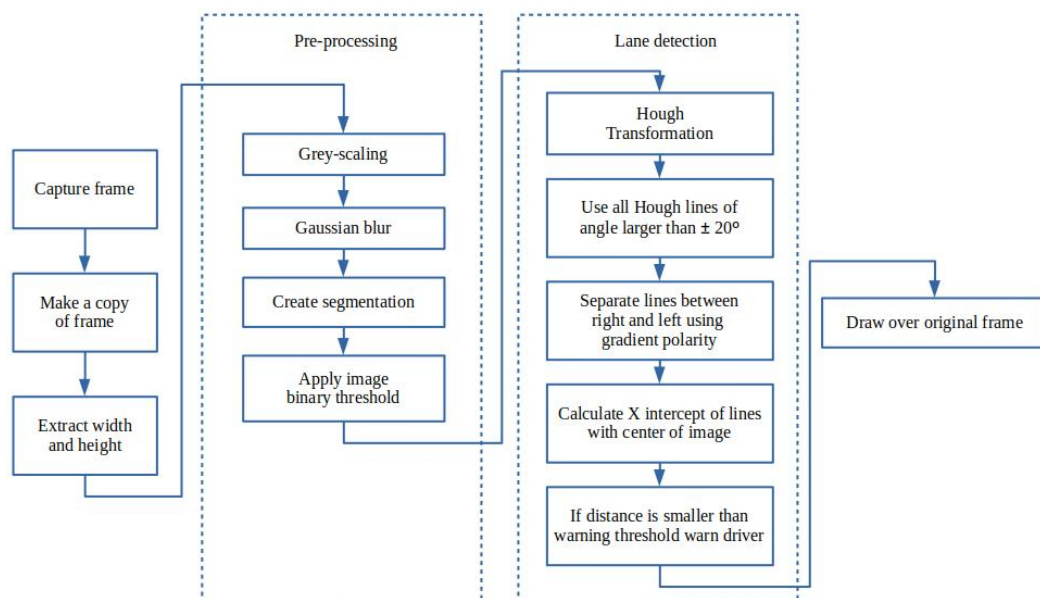 Capture frame
Make a copy
of frame
Extract width
and height
Pre-processing
Grey-scaling
Gaussian blur
Create segmentation
Apply image
binary threshold
Lane detection
Hough
Transformation
Use all Hough lines of
angle larger than ± 20º
Separate lines between
right and left using
gradient polarity
Calculate X intercept of lines
with center of image
If distance is smaller than
warning threshold warn driver
Draw over original frame